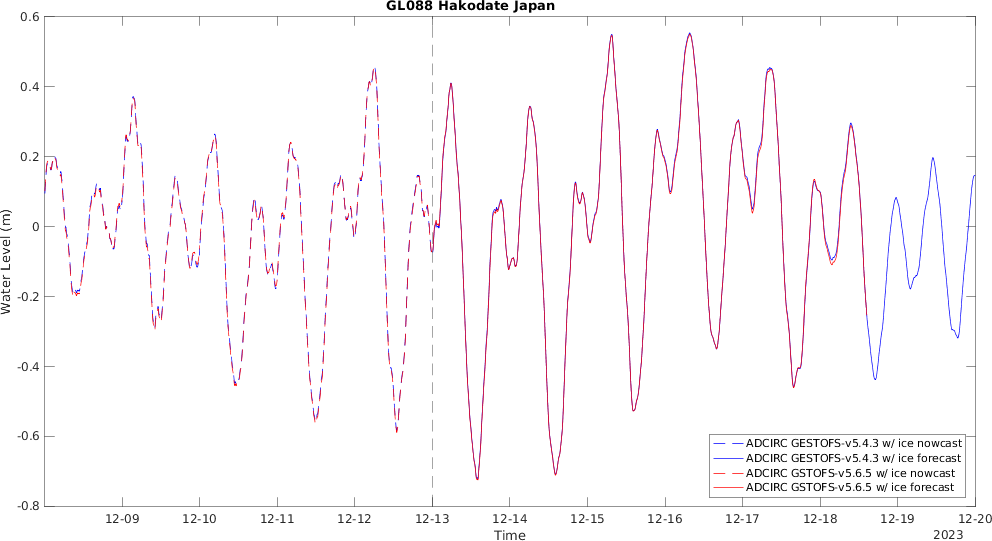 GL088 Hakodate Japan
0.6
0.4
0.2
0
-0.2
-0.4
-0.6
-0.8
Water Level (m)
ADCIRC GESTOFS-v5.4.3 w/ ice nowcast
ADCIRC GESTOFS-v5.4.3 w/ ice forecast
ADCIRC GSTOFS-v5.6.5 w/ ice nowcast
ADCIRC GSTOFS-v5.6.5 w/ ice forecast
12-09 12-10 12-11 12-12 12-13 12-14 12-15 12-16 12-17 12-18 12-19 12-20
Time
2023